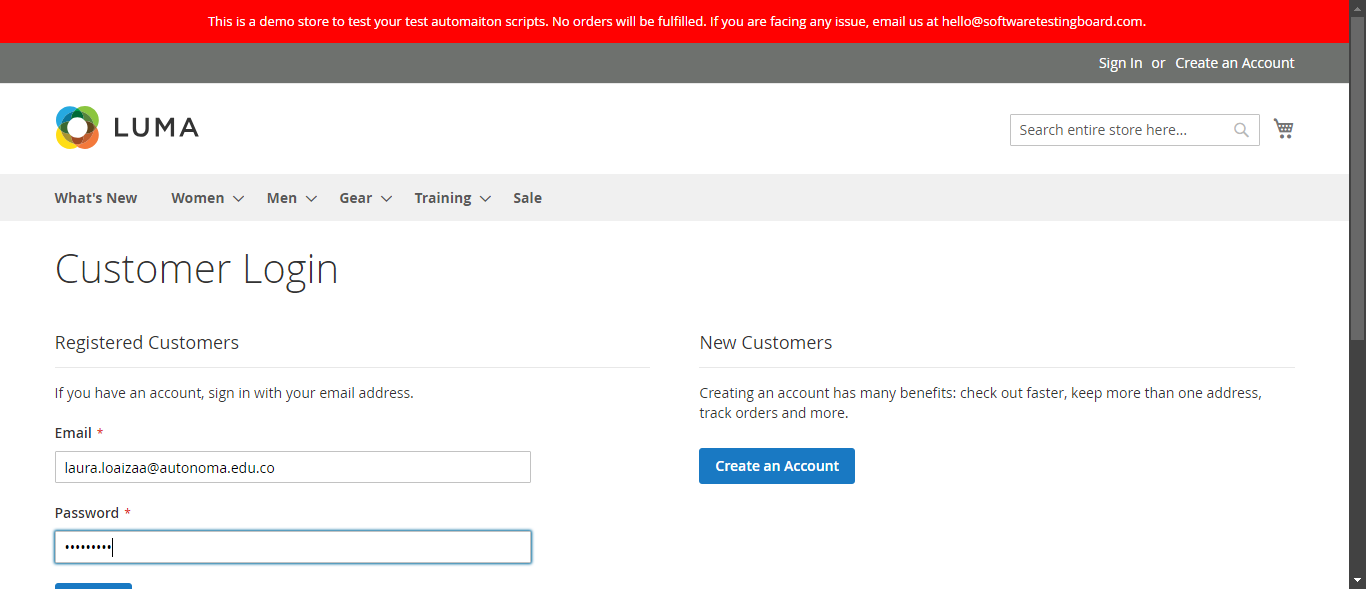 This is a demo store to test your test automaiton scripts. No orders will be fulfilled. If you are facing any issue, email us at hello@softwaretestingboard.com.
Sign In or Create an Account
LUMA
Search entire store here...
What's New Women Men Gear Training Sale
Customer Login
Registered Customers
If you have an account, sign in with your email address.
Email *
laura.loaizaa@autonoma.edu.co
Password *
•••••••••
New Customers
Creating an account has many benefits: check out faster, keep more than one address,
track orders and more.
Create an Account